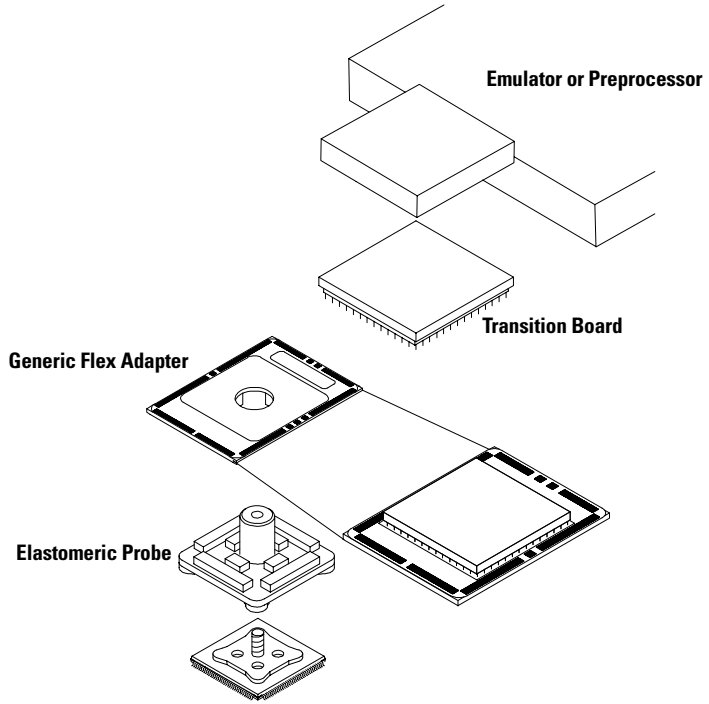 Emulator or Preprocessor
Transition Board
Generic Flex Adapter
Elastomeric Probe